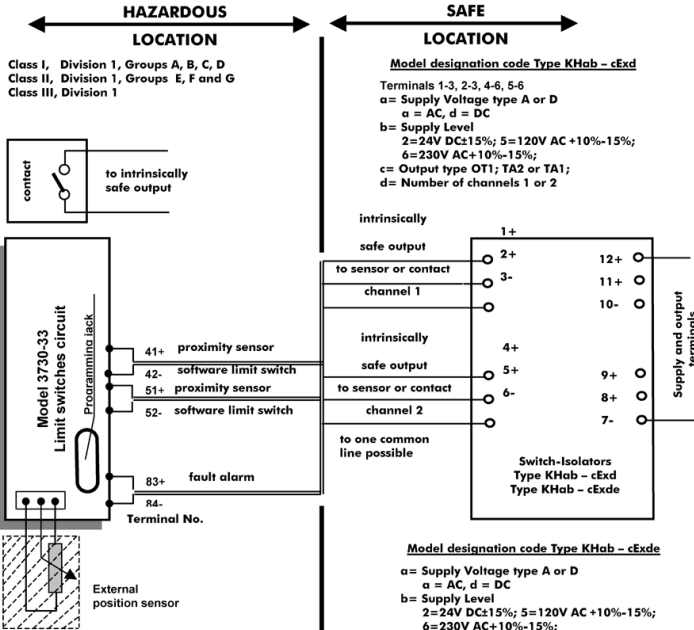 HAZARDOUS
LOCATION
SAFE
LOCATION
Class I, Division 1, Groups A, B, C, D
Class II, Division 1, Groups E, F and G
Class III, Division 1
Model designation code Type KHab – cExd
Terminals 1-3, 2-3, 4-6, 5-6
a= Supply Voltage type A or D
a = AC, d = DC
b= Supply Level
2=24V DC±15%; 5=120V AC +10%-15%;
6=230V AC+10%-15%;
c= Output type OT1; TA2 or TA1;
d= Number of channels 1 or 2
contact
to intrinsically
safe output
intrinsically
safe output
to sensor or contact
channel 1
1+
2+
3-
12+
11+
10-
intrinsically
safe output
to sensor or contact
channel 2
to one common
line possible
4+
5+
6-
9+
8+
7-
Supply and output
terminals
Switch-Isolators
Type KHab – cExd
Type KHab – cExde
Model 3730-33
Limit switches circuit
Programming jack
41+ proximity sensor
42- software limit switch
51+ proximity sensor
52- software limit switch
83+ fault alarm
84-
Terminal No.
External
position sensor
Model designation code Type KHab – cExde
a= Supply Voltage type A or D
a = AC, d = DC
b= Supply Level
2=24V DC±15%; 5=120V AC +10%-15%;
6=230V AC+10%-15%;